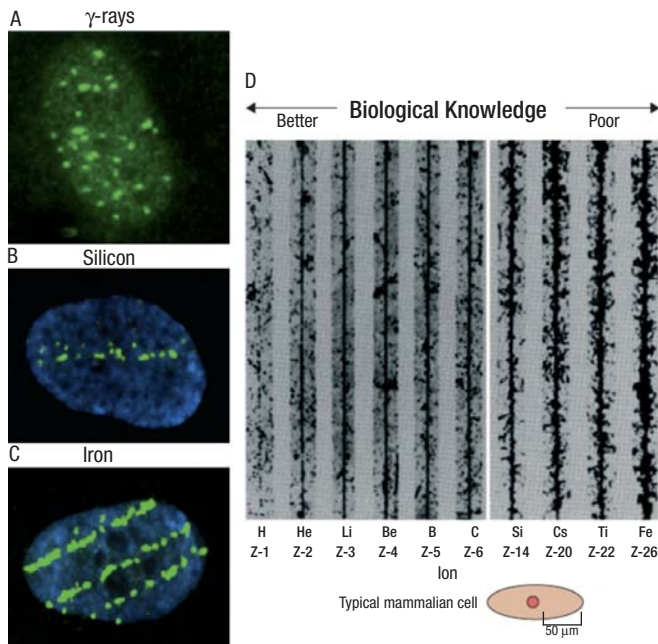 A
γ-rays
B
Silicon
C
Iron
D
Biological Knowledge
Better
Poor
H He Li Be B C Si Cs Ti Fe
Z-1 Z-2 Z-3 Z-4 Z-5 Z-6 Z-14 Z-20 Z-22 Z-26
Ion
Typical mammalian cell
50 μm